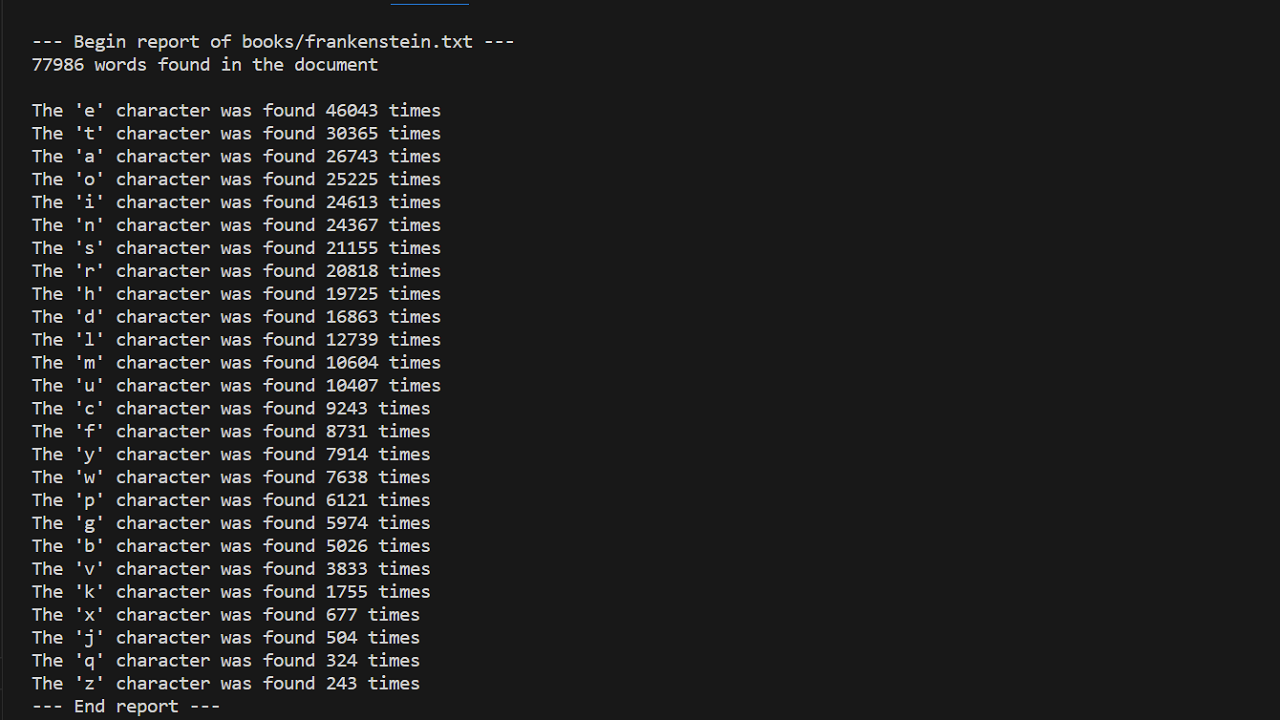 --- Begin report of books/frankenstein.txt ---
77986 words found in the document
The 'e' character was found 46043 times
The 't' character was found 30365 times
The 'a' character was found 26743 times
The 'o' character was found 25225 times
The 'i' character was found 24613 times
The 'n' character was found 24367 times
The 's' character was found 21155 times
The 'r' character was found 20818 times
The 'h' character was found 19725 times
The 'd' character was found 16863 times
The 'l' character was found 12739 times
The 'm' character was found 10604 times
The 'u' character was found 10407 times
The 'c' character was found 9243 times
The 'f' character was found 8731 times
The 'y' character was found 7914 times
The 'w' character was found 7638 times
The 'p' character was found 6121 times
The 'g' character was found 5974 times
The 'b' character was found 5026 times
The 'v' character was found 3833 times
The 'k' character was found 1755 times
The 'x' character was found 677 times
The 'j' character was found 504 times
The 'q' character was found 324 times
The 'z' character was found 243 times
--- End report ---